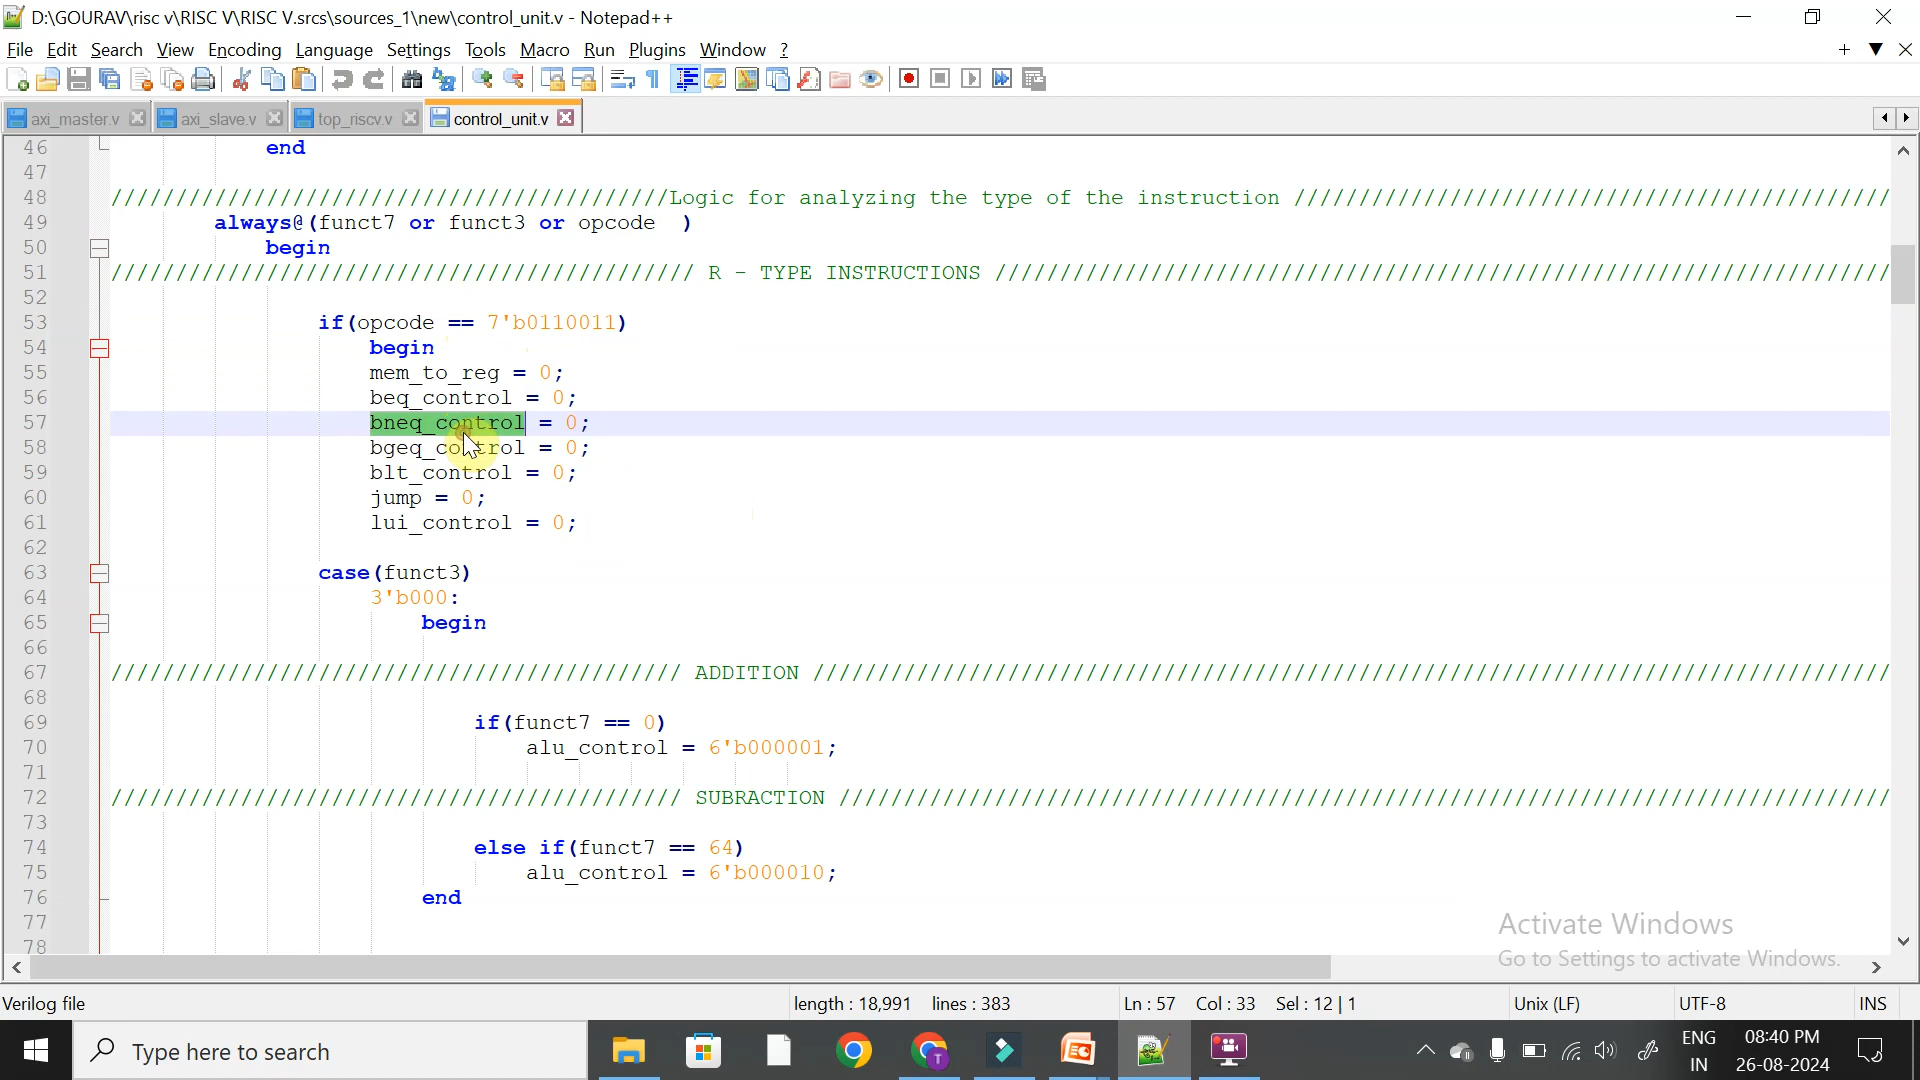 D:\GOURAV\risc v\RISC V\RISC V.srcs\sources_1\new\control_unit.v - Notepad++
File Edit Search View Encoding Language Settings Tools Macro Run Plugins Window ?
axi_master.v axi_slave.v top_riscv.v control_unit.v
46 end
47
48 ///////////////////////////////////////////Logic for analyzing the type of the instruction //////////////////////////////////////////////
49 always@(funct7 or funct3 or opcode )
50 begin
51 ///////////////////////////////////////////// R - TYPE INSTRUCTIONS /////////////////////////////////////////////////////////////////////
52
53 if(opcode == 7'b0110011)
54 begin
55 mem_to_reg = 0;
56 beq_control = 0;
57 bneq_control = 0;
58 bgeq_control = 0;
59 blt_control = 0;
60 jump = 0;
61 lui_control = 0;
62
63 case(funct3)
64 3'b000:
65 begin
66
67 //////////////////////////////////////////// ADDITION ///////////////////////////////////////////////////////////////////////////////////
68
69 if(funct7 == 0)
70 alu_control = 6'b000001;
71
72 //////////////////////////////////////////// SUBRACTION /////////////////////////////////////////////////////////////////////////////////
73
74 else if(funct7 == 64)
75 alu_control = 6'b000010;
76 end
77
78
Activate Windows
Go to Settings to activate Windows.
Verilog file length : 18,991 lines : 383 Ln : 57 Col : 33 Sel : 12 | 1 Unix (LF) UTF-8 INS
Type here to search
ENG
IN
08:40 PM
26-08-2024